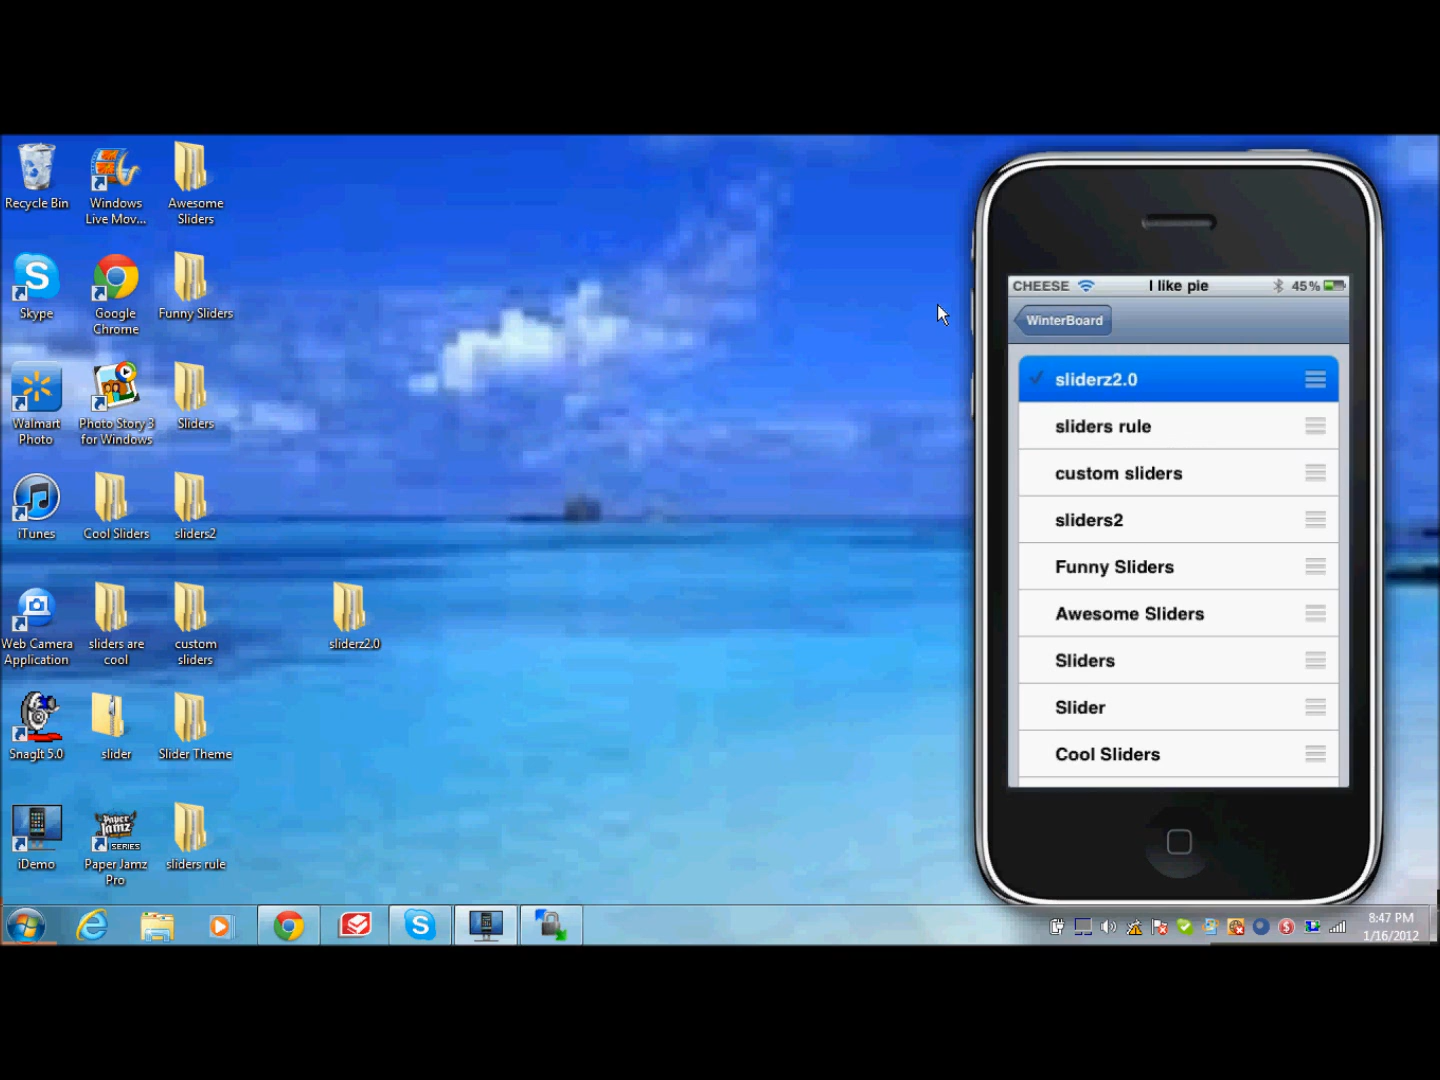 Recycle Bin
Windows
Live Mov...
Awesome
Sliders
Skype
Google
Chrome
Funny Sliders
Walmart
Photo
Photo Story 3
for Windows
Sliders
iTunes
Cool Sliders
sliders2
Web Camera
Application
sliders are
cool
custom
sliders
sliderz2.0
SnagIt 5.0
slider
Slider Theme
iDemo
Paper
Jamz
SERIES
Paper Jamz
Pro
sliders rule
CHEESE
I like pie
45%
WinterBoard
sliderz2.0
sliders rule
custom sliders
sliders2
Funny Sliders
Awesome Sliders
Sliders
Slider
Cool Sliders
8:47 PM
1/16/2012